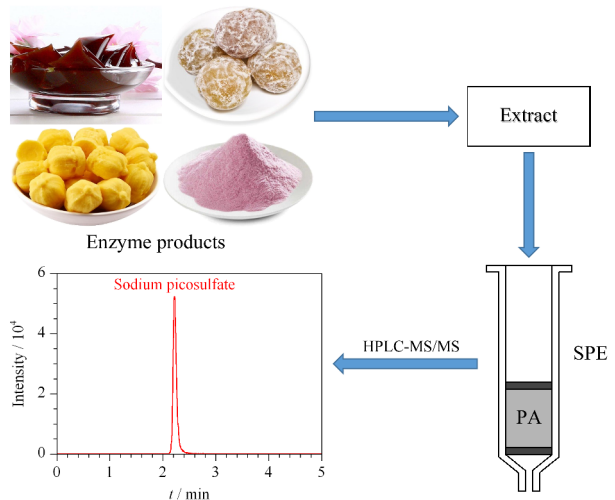 Extract
Enzyme products
SPE
PA
HPLC-MS/MS
Sodium picosulfate
Intensity / 10⁴
6
4
2
0
0 1 2 3 4 5
t / min